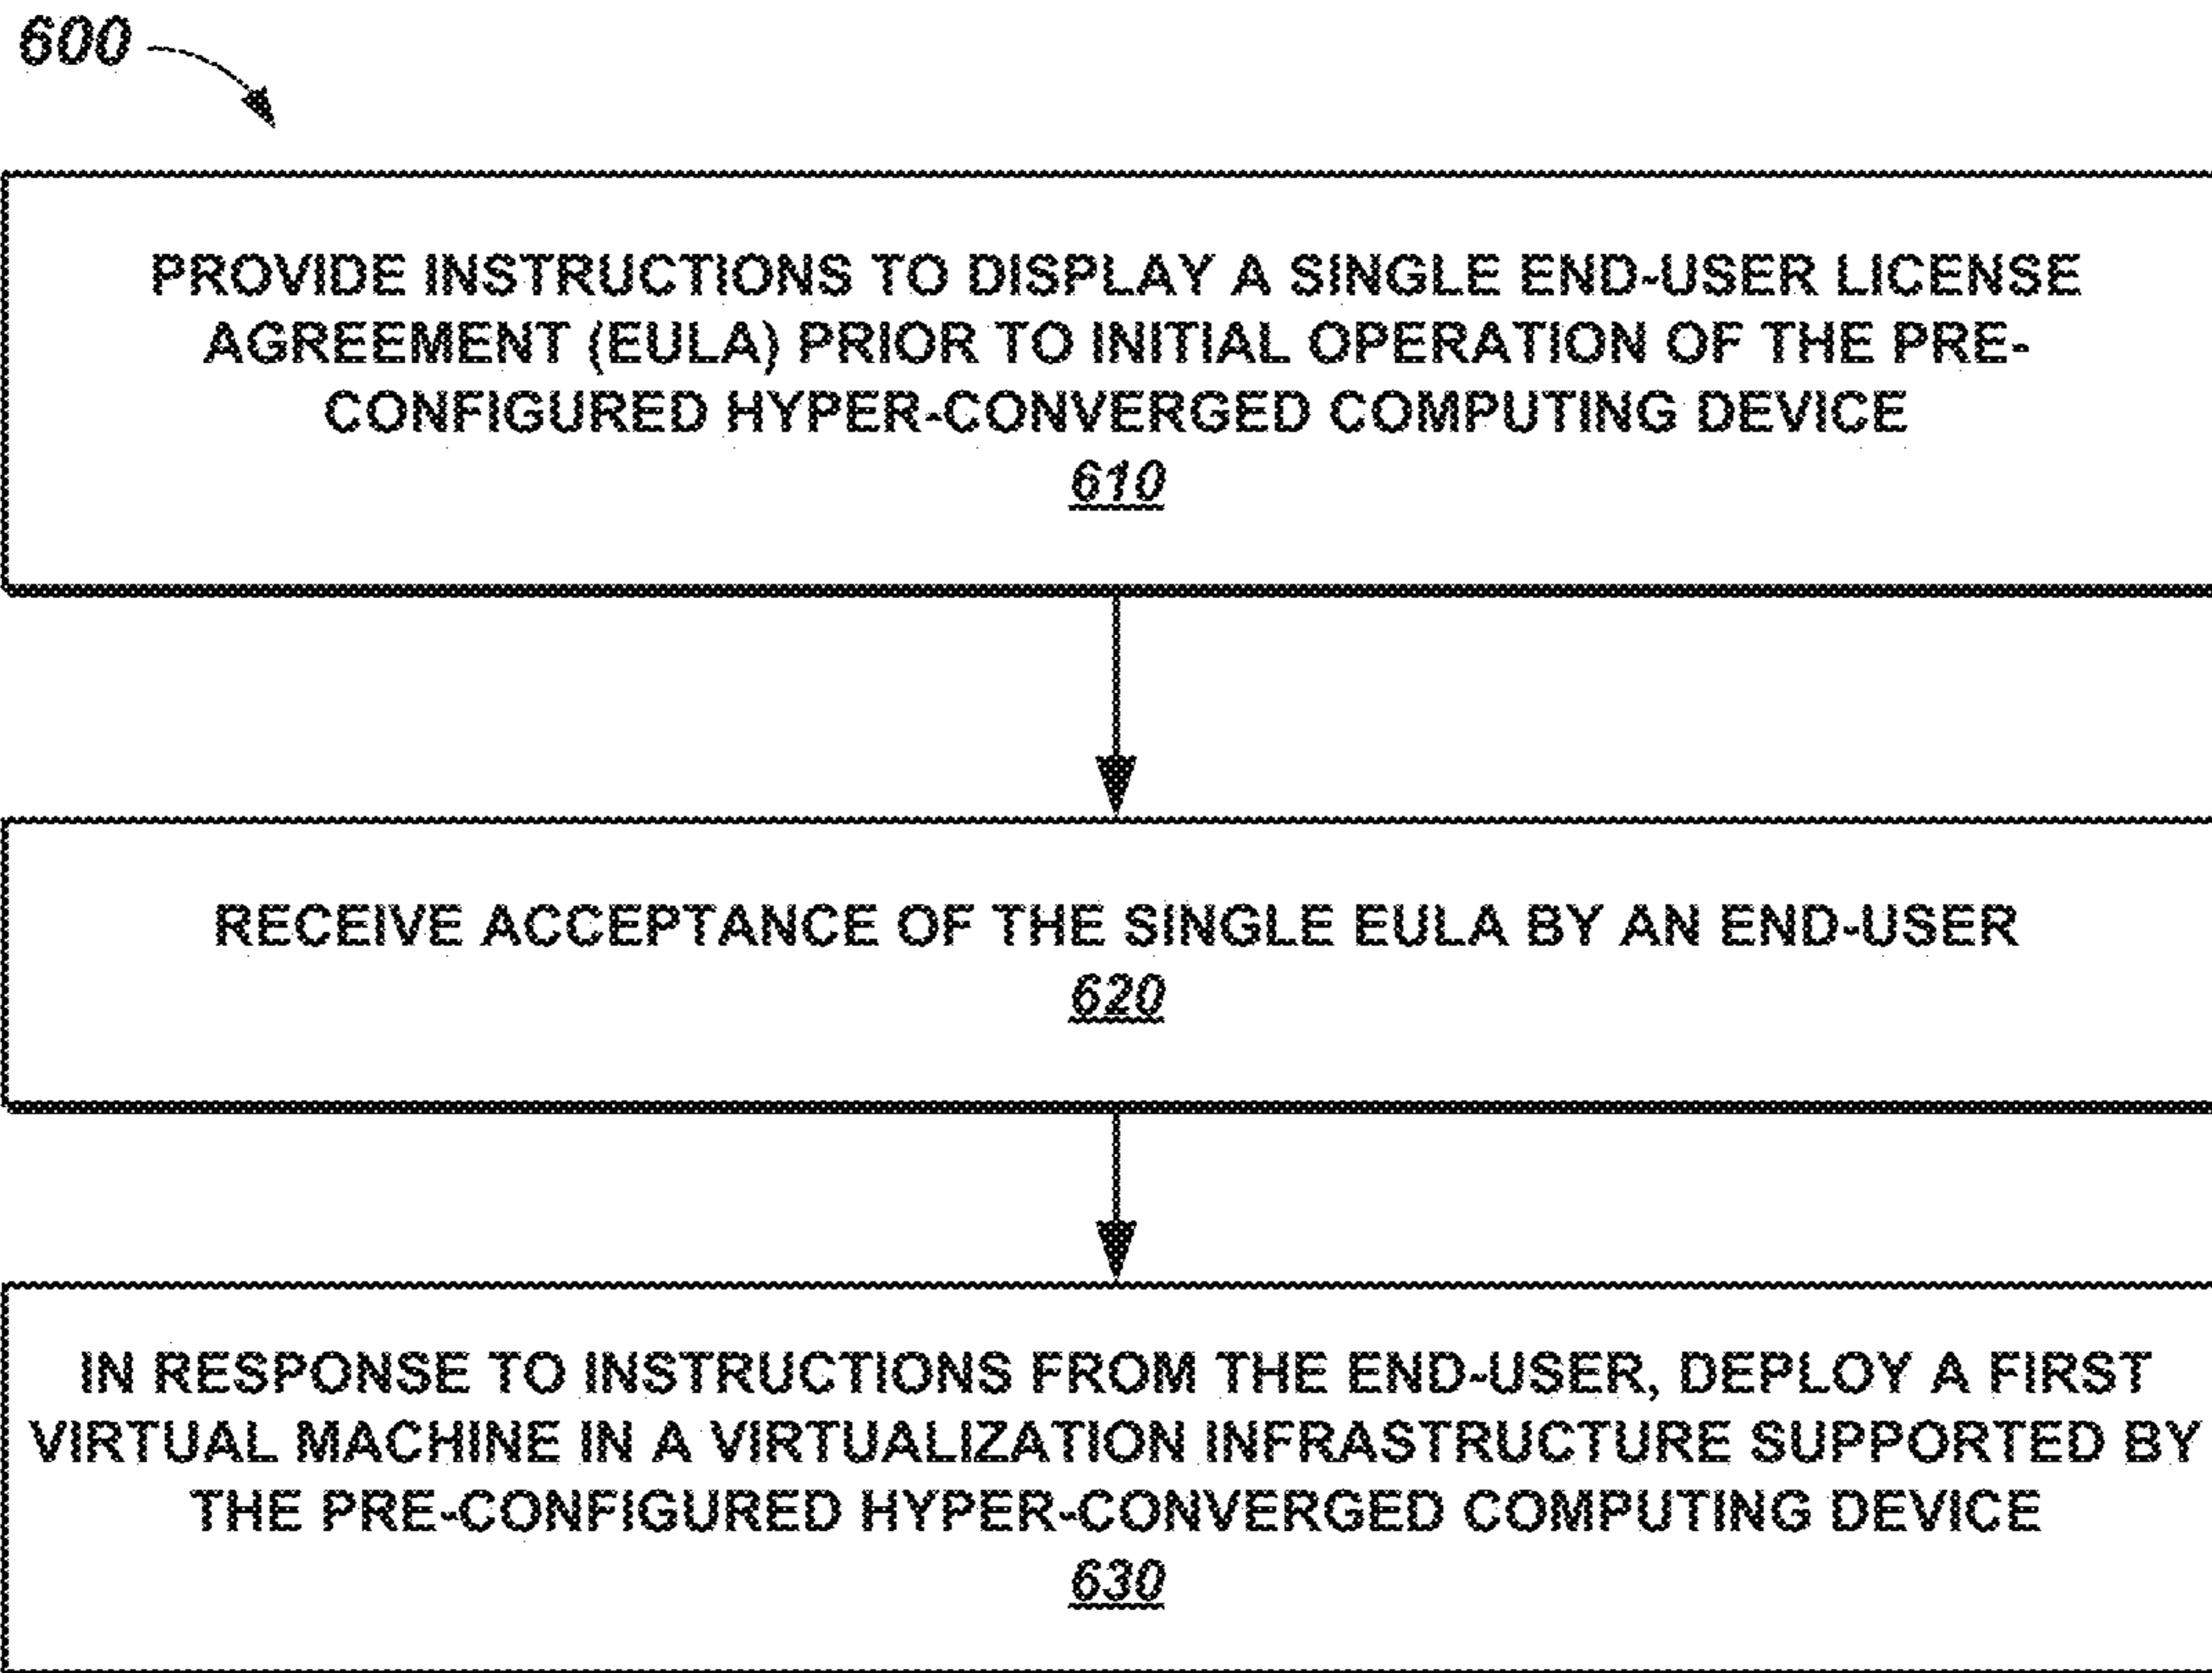 600
PROVIDE INSTRUCTIONS TO DISPLAY A SINGLE END-USER LICENSE
AGREEMENT (EULA) PRIOR TO INITIAL OPERATION OF THE PRE-
CONFIGURED HYPER-CONVERGED COMPUTING DEVICE
610
RECEIVE ACCEPTANCE OF THE SINGLE EULA BY AN END-USER
620
IN RESPONSE TO INSTRUCTIONS FROM THE END-USER, DEPLOY A FIRST
VIRTUAL MACHINE IN A VIRTUALIZATION INFRASTRUCTURE SUPPORTED BY
THE PRE-CONFIGURED HYPER-CONVERGED COMPUTING DEVICE
630